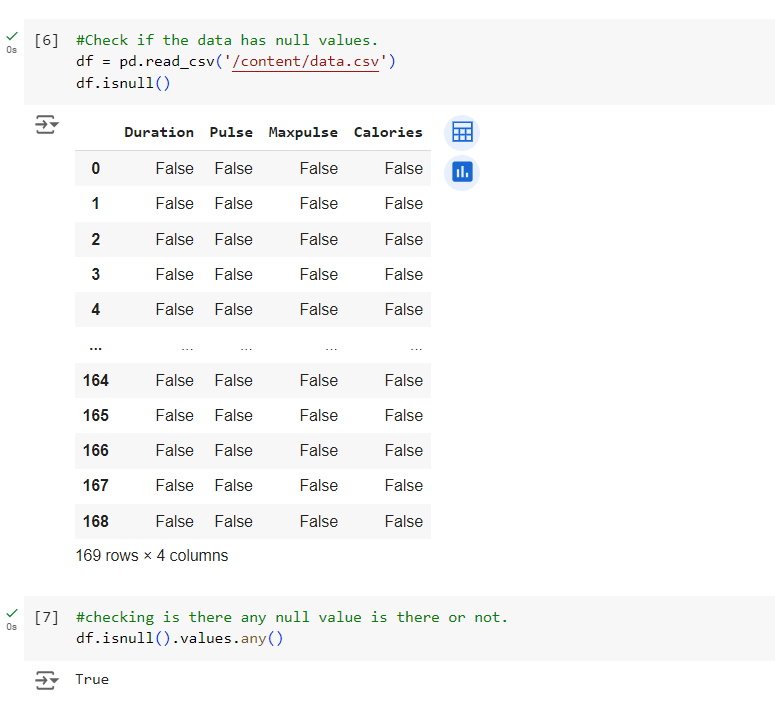 [6] #Check if the data has null values.
0s df = pd.read_csv('/content/data.csv')
df.isnull()
Duration Pulse Maxpulse Calories
0 False False False False
1 False False False False
2 False False False False
3 False False False False
4 False False False False
... ... ... ... ...
164 False False False False
165 False False False False
166 False False False False
167 False False False False
168 False False False False
169 rows × 4 columns
[7] #checking is there any null value is there or not.
0s df.isnull().values.any()
True